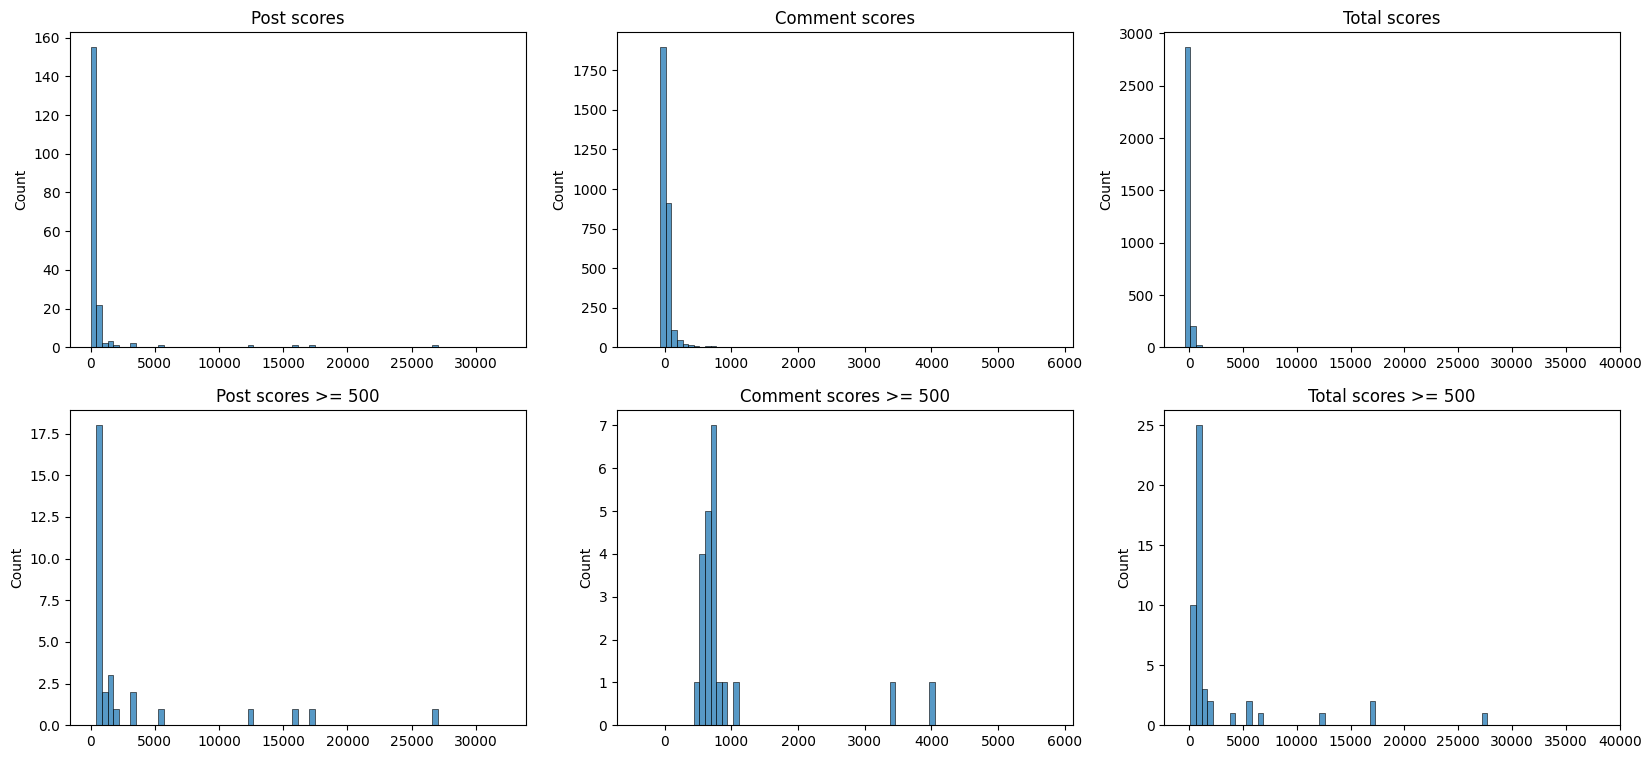 Post scores
Count
160
140
120
100
80
60
40
20
0
0 5000 10000 15000 20000 25000 30000
Comment scores
Count
1750
1500
1250
1000
750
500
250
0
0 1000 2000 3000 4000 5000 6000
Total scores
Count
3000
2500
2000
1500
1000
500
0
0 5000 10000 15000 20000 25000 30000 35000 40000
Post scores >= 500
Count
17.5
15.0
12.5
10.0
7.5
5.0
2.5
0.0
0 5000 10000 15000 20000 25000 30000
Comment scores >= 500
Count
7
6
5
4
3
2
1
0
0 1000 2000 3000 4000 5000 6000
Total scores >= 500
Count
25
20
15
10
5
0
0 5000 10000 15000 20000 25000 30000 35000 40000